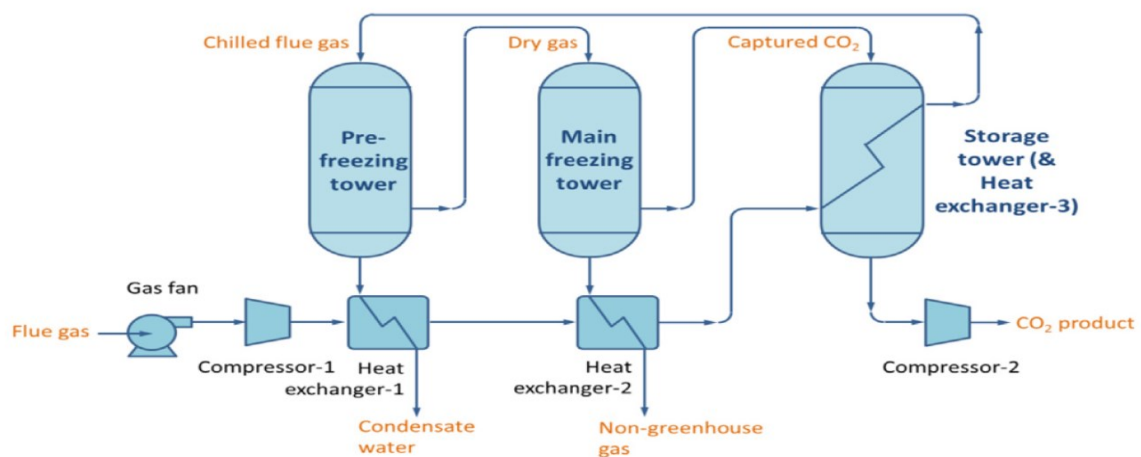 Chilled flue gas
Dry gas
Captured CO₂
Pre-
freezing
tower
Main
freezing
tower
Storage
tower (&
Heat
exchanger-3)
Gas fan
Flue gas
Compressor-1
Heat
exchanger-1
Heat
exchanger-2
Compressor-2
CO₂ product
Condensate
water
Non-greenhouse
gas